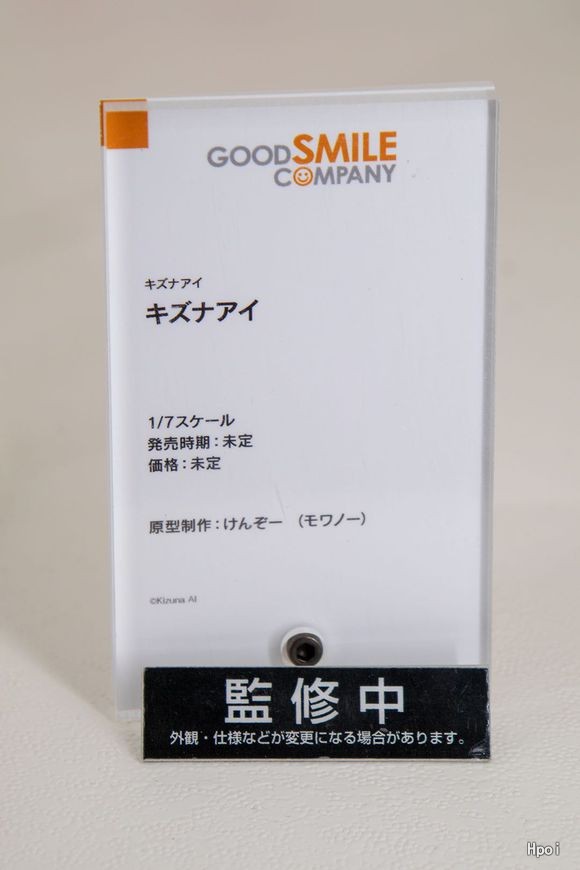 GOODSMILE
COMPANY
キズナアイ
キズナアイ
1/7スケール
発売時期：未定
価格：未定
原型制作：けんぞー （モワノー）
©Kizuna AI
監修中
外観・仕様などが変更になる場合があります。
Hpoi